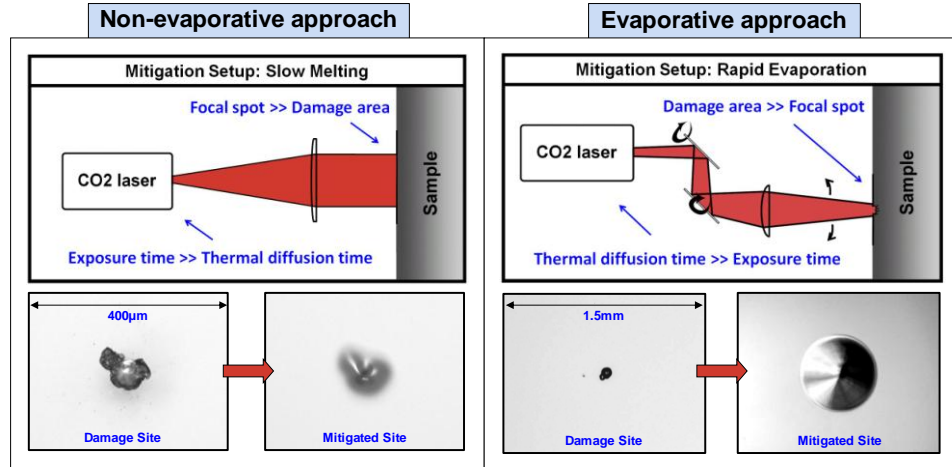 Non-evaporative approach
Mitigation Setup: Slow Melting
Focal spot >> Damage area
CO2 laser
Sample
Exposure time >> Thermal diffusion time
400µm
Damage Site
Mitigated Site
Evaporative approach
Mitigation Setup: Rapid Evaporation
Damage area >> Focal spot
CO2 laser
Sample
Thermal diffusion time >> Exposure time
1.5mm
Damage Site
Mitigated Site